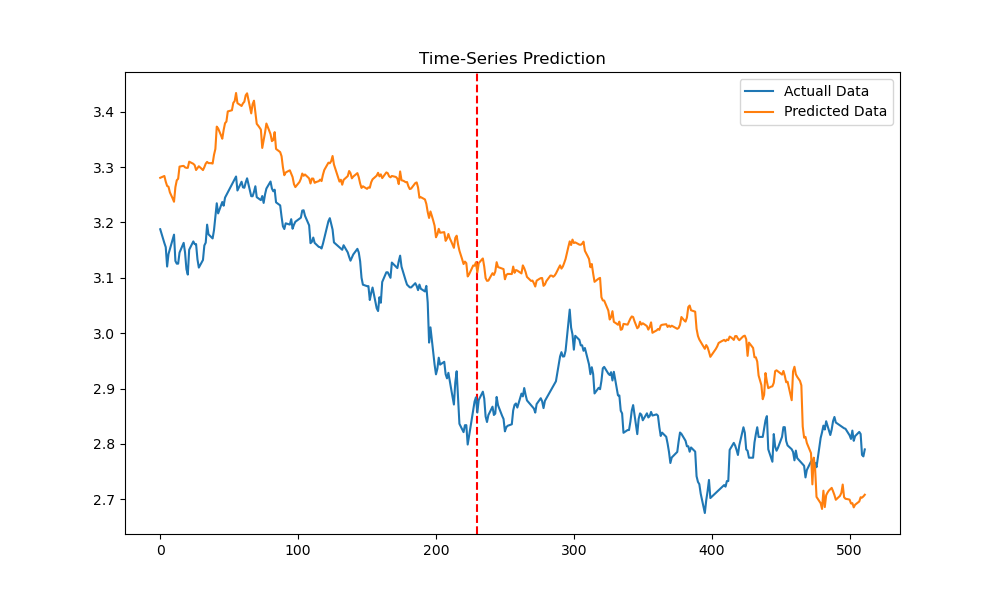 Time-Series Prediction
Actuall Data
Predicted Data
3.4
3.3
3.2
3.1
3.0
2.9
2.8
2.7
0 100 200 300 400 500